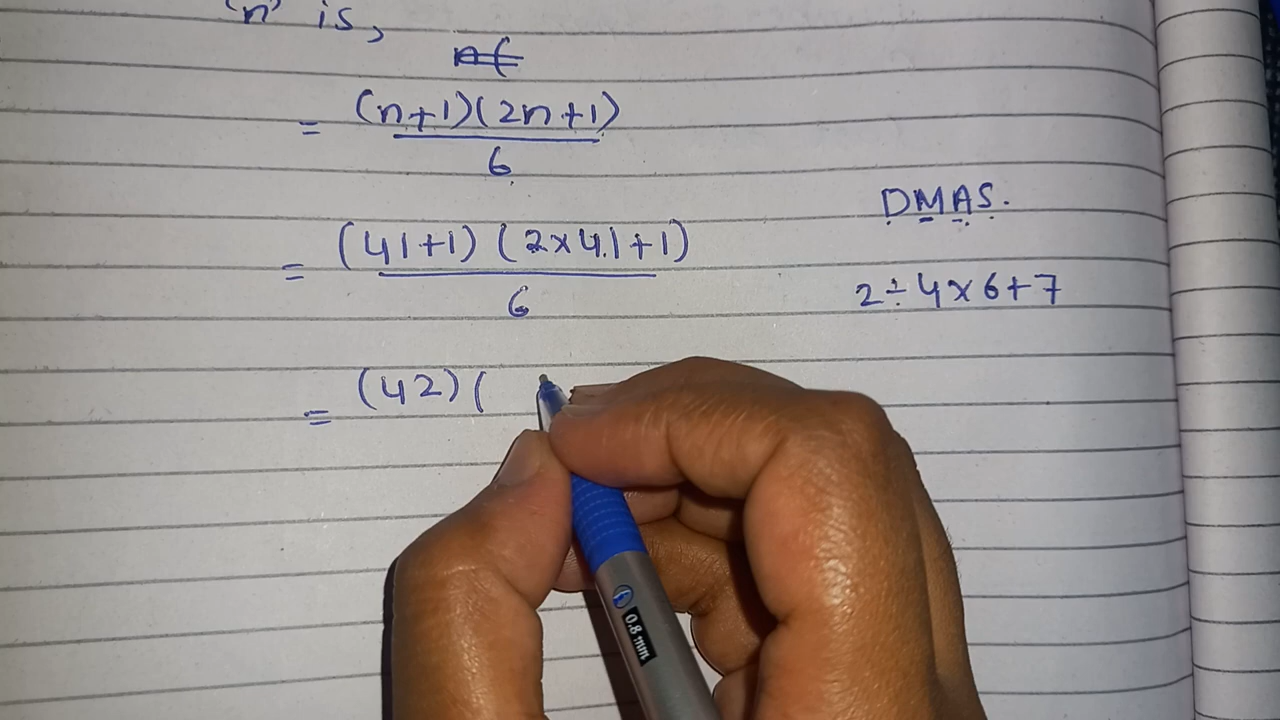 'n' is,
= (n+1)(2n+1)
6
= (41+1) (2×41+1)
6
= (42) (
DMAS.
2÷4×6+7
0.8 mm